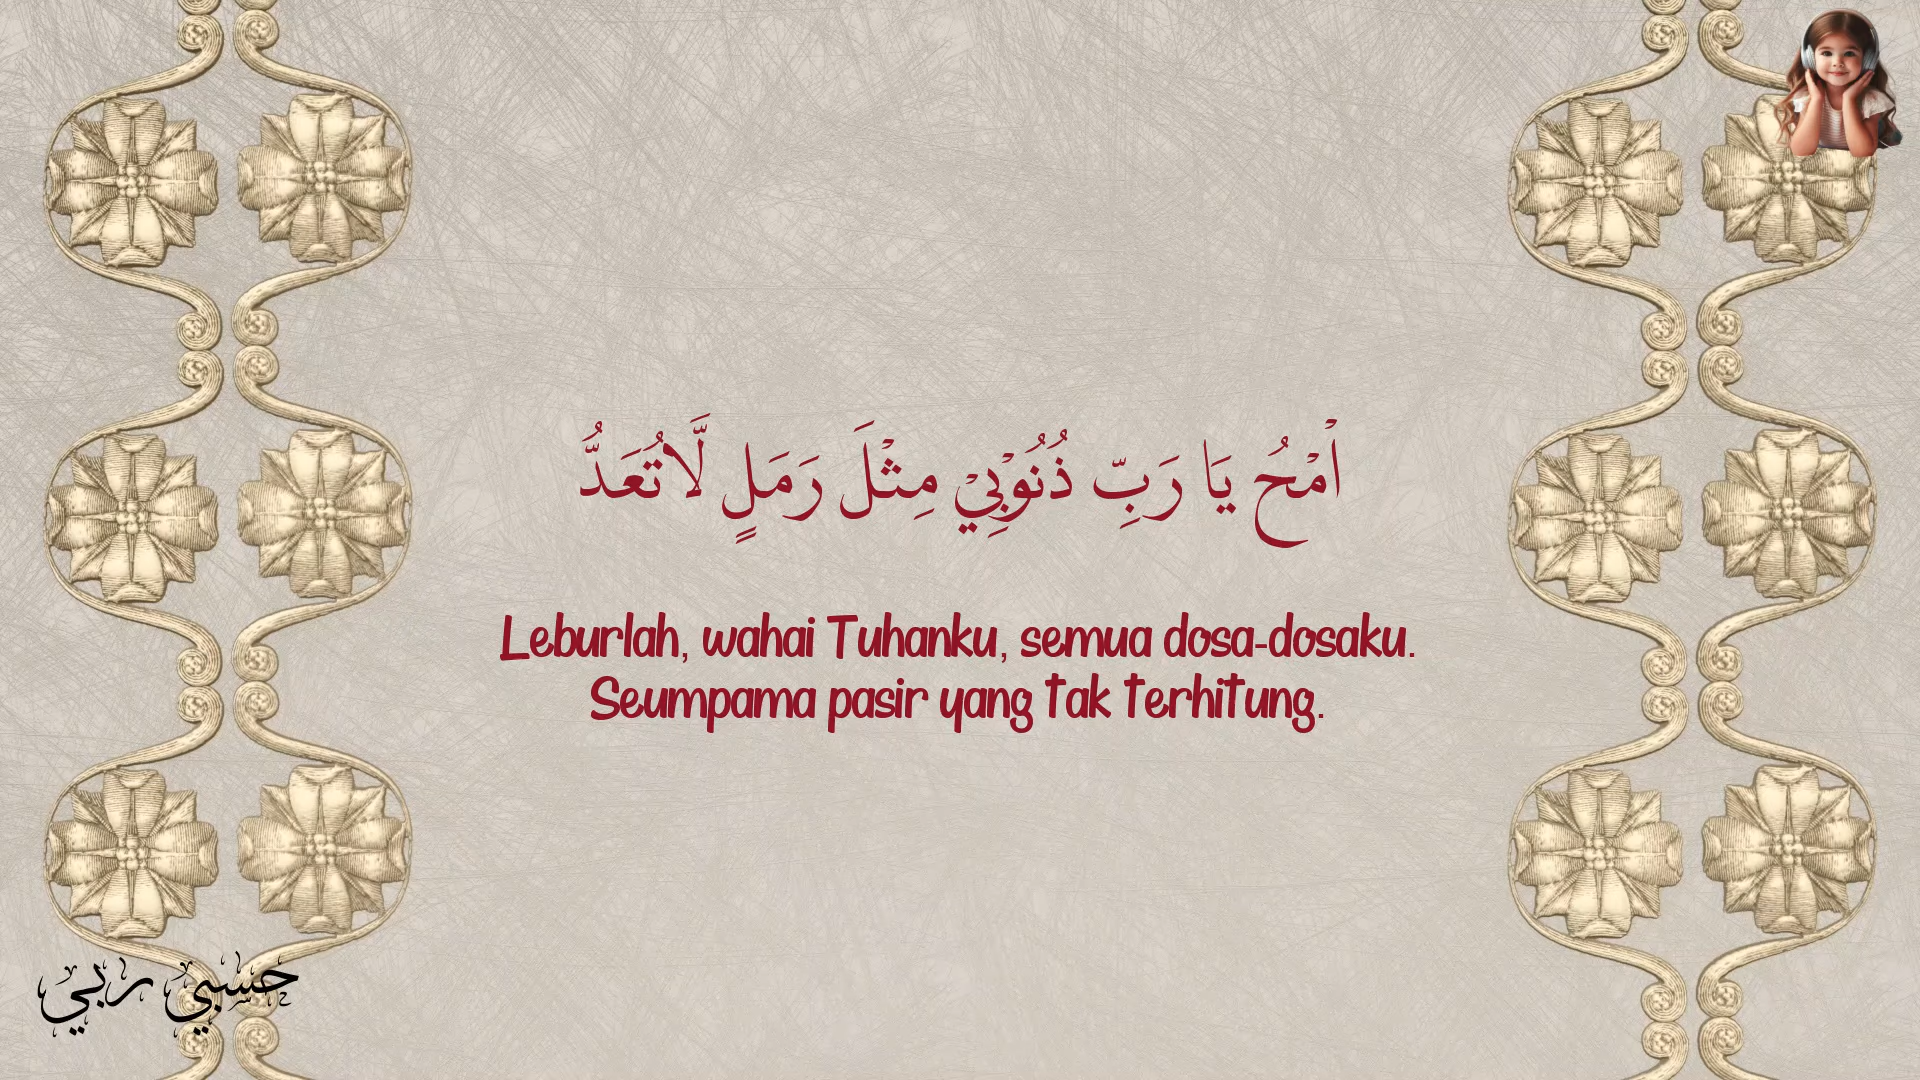 اْمْحُ يَا رَبِّ ذُنُوْبِيْ مِثْلَ رَمَلٍ لَّاتُعَدُّ
Leburlah, wahai Tuhanku, semua dosa-dosaku.
Seumpama pasir yang tak terhitung.
حسبي ربي